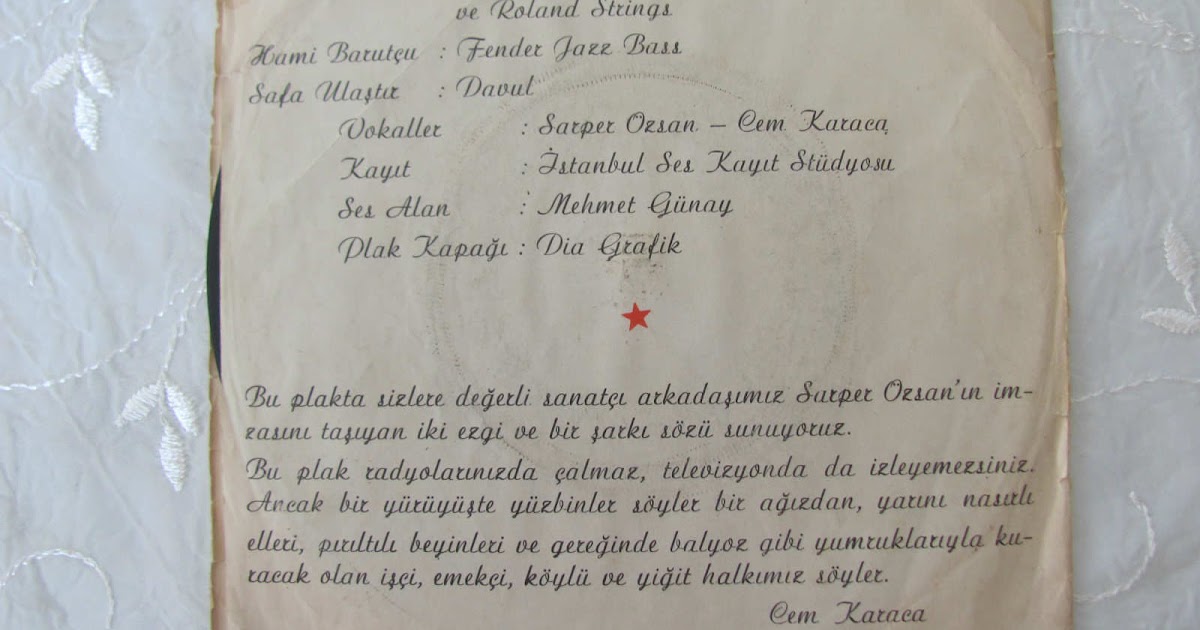 ve Roland Strings
Hami Barutçu : Fender Jazz Bass
Safa Ulaştır : Davul
Vokaller : Sarper Özsan – Cem Karaca
Kayıt : İstanbul Ses Kayıt Stüdyosu
Ses Alan : Mehmet Günay
Plak Kapağı : Dia Grafik
Bu plakta sizlere değerli sanatçı arkadaşımız Sarper Özsan'ın im-
zasını taşıyan iki ezgi ve bir şarkı sözü sunuyoruz.
Bu plak radyolarınızda çalmaz, televizyonda da izleyemezsiniz.
Ancak bir yürüyüşte yüzbinler söyler bir ağızdan, yarını nasırlı
elleri, pırıltılı beyinleri ve gereğinde balyoz gibi yumruklarıyla ku-
racak olan işçi, emekçi, köylü ve yiğit halkımız söyler.
Cem Karaca